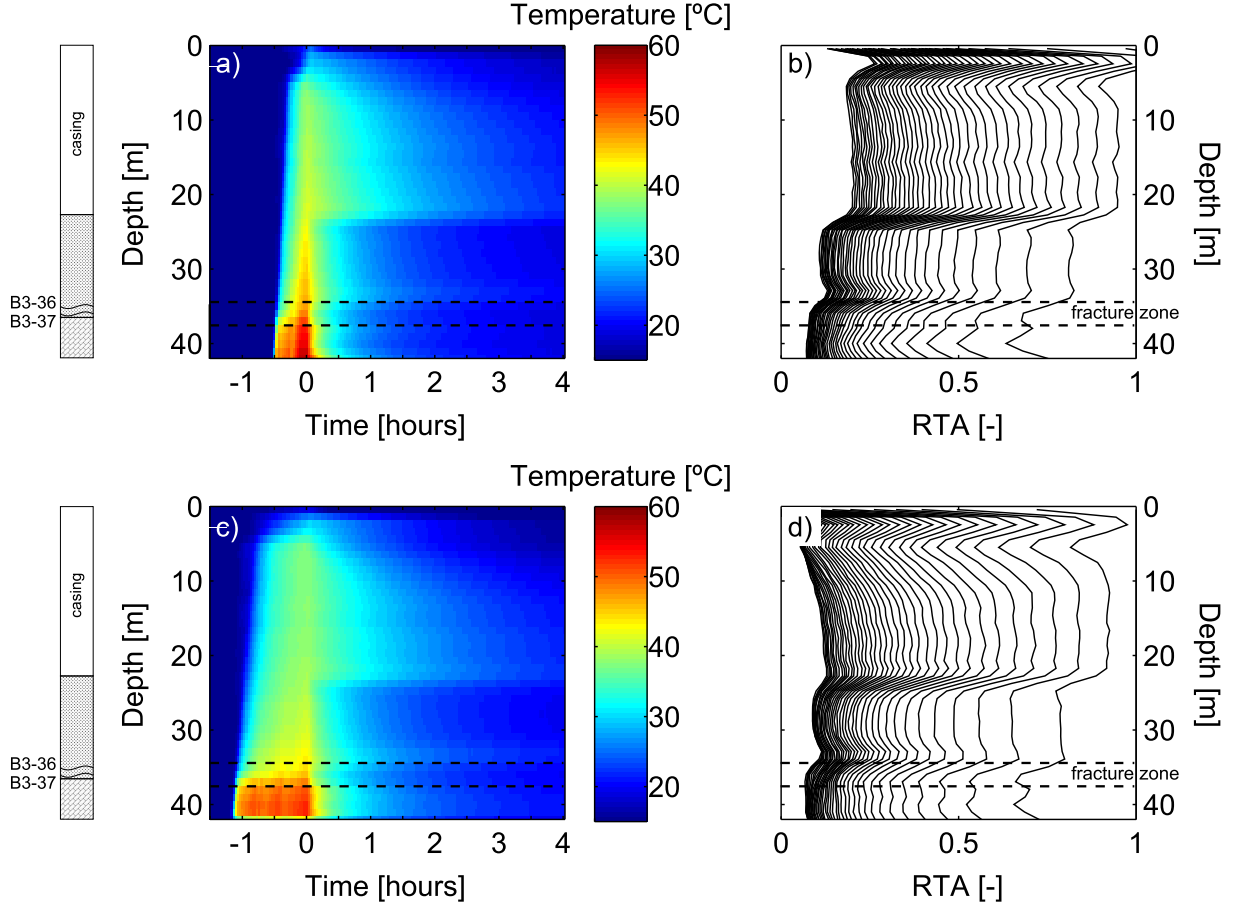 Temperature [ºC]
0
a)
60
b)
0
casing
10
50
10
Depth [m]
20
40
20
Depth [m]
30
30
30
B3-36
fracture zone
B3-37
40
20
40
-1 0 1 2 3 4
0 0.5 1
Time [hours]
RTA [-]
Temperature [ºC]
0
c)
60
d)
0
casing
10
50
10
Depth [m]
20
40
20
Depth [m]
30
30
30
B3-36
fracture zone
B3-37
40
20
40
-1 0 1 2 3 4
0 0.5 1
Time [hours]
RTA [-]